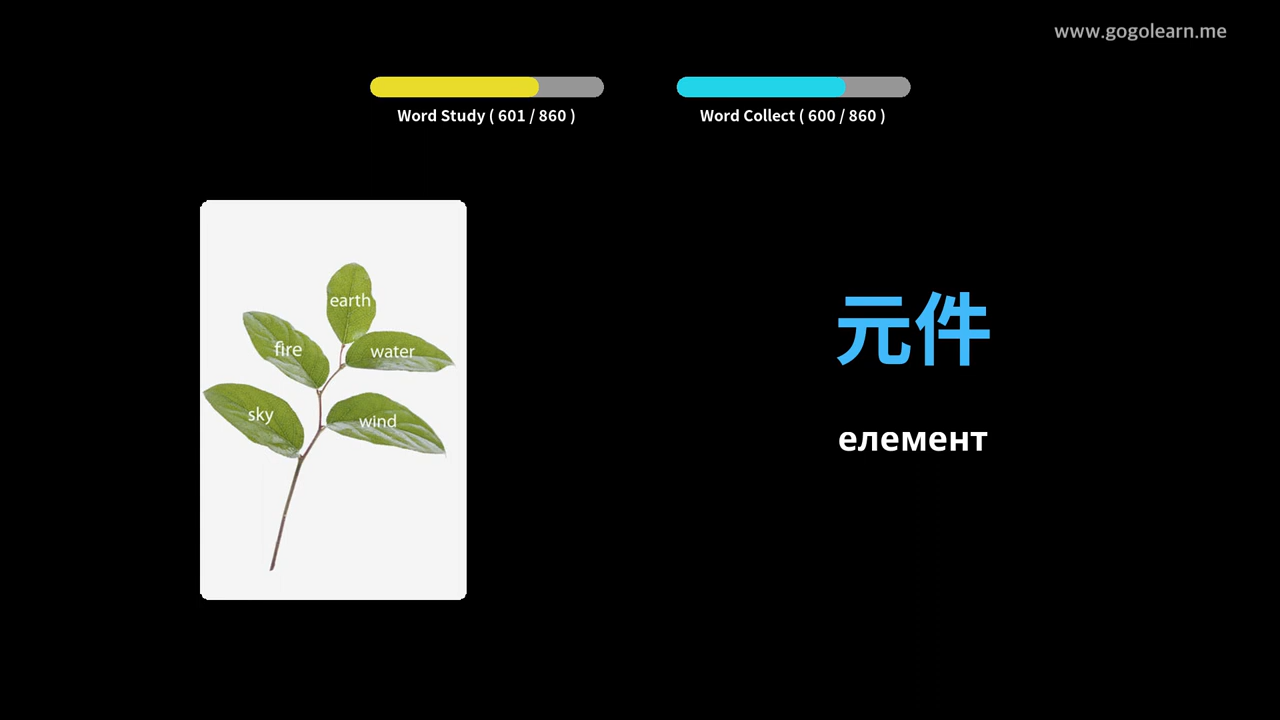 www.gogolearn.me
Word Study ( 601 / 860 )
Word Collect ( 600 / 860 )
earth
fire
water
sky
wind
元件
елемент